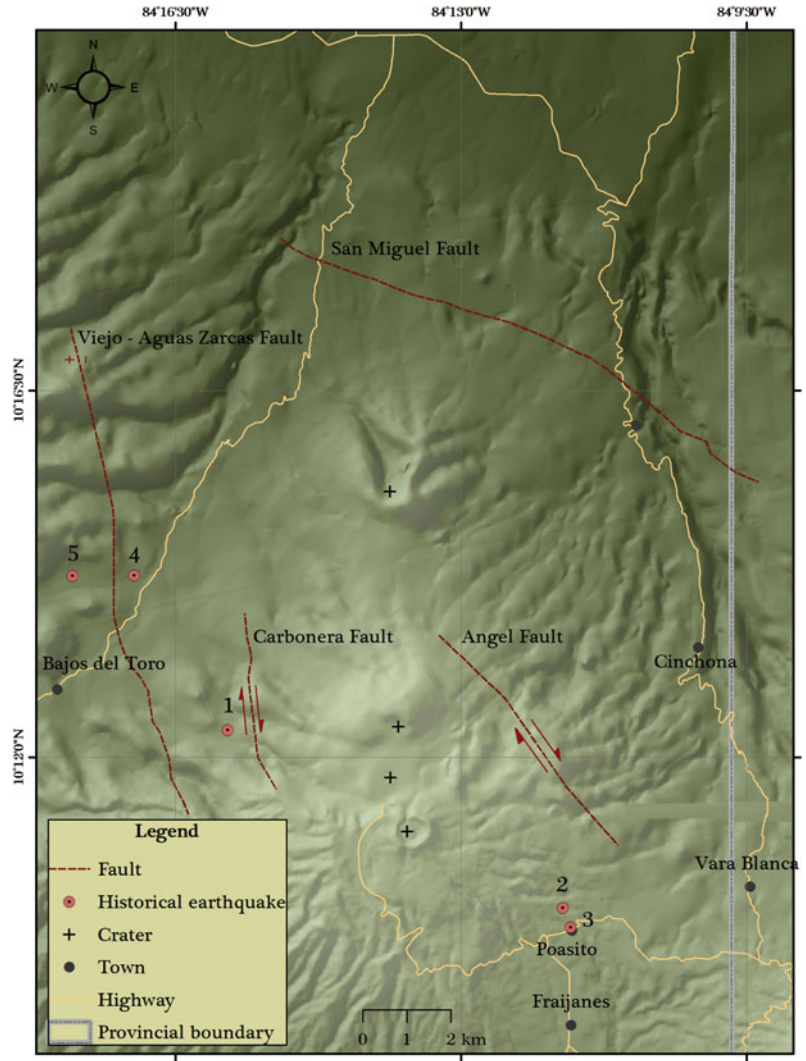 84°16'30"W 84°13'0"W 84°9'30"W
N
W E
S
San Miguel Fault
Viejo - Aguas Zarcas Fault
10°16'30"N
5 4
Carbonera Fault Angel Fault
Bajos del Toro
Cinchona
1
10°12'0"N
Legend
Fault
Historical earthquake
Crater
Town
Highway
Provincial boundary
Vara Blanca
2
3
Poasito
Fraijanes
0 1 2 km